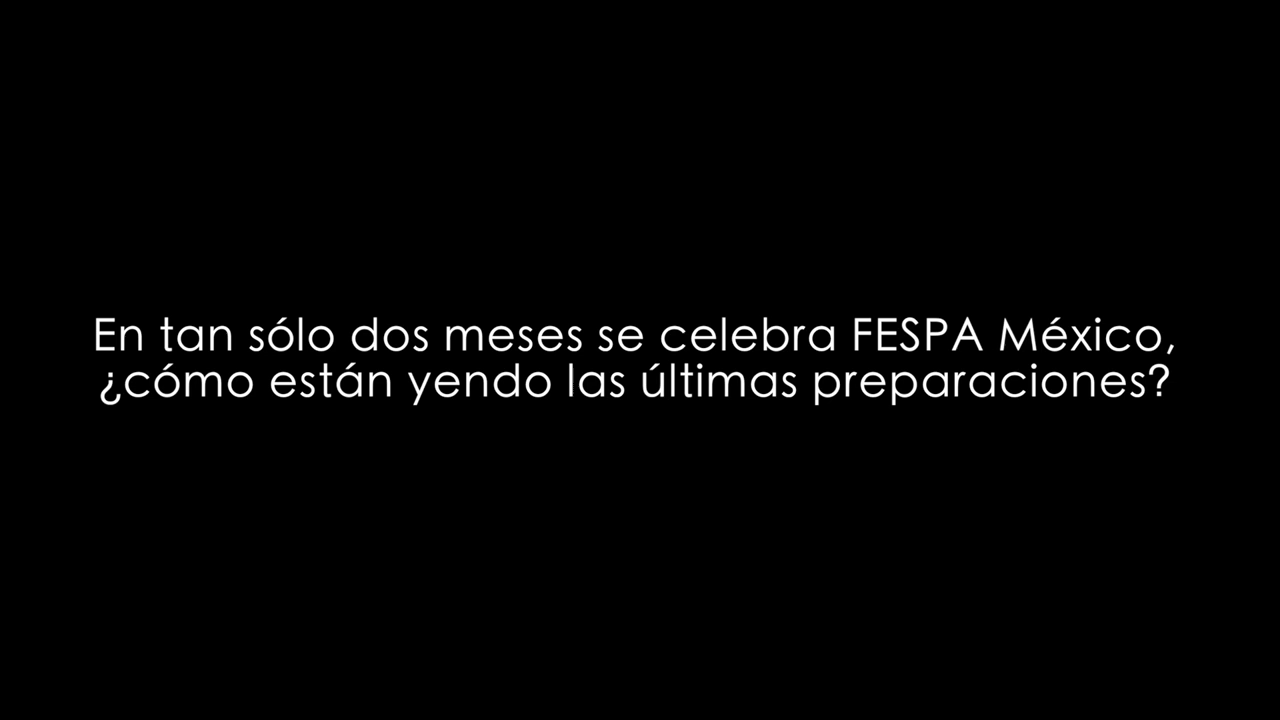 En tan sólo dos meses se celebra FESPA México,
¿cómo están yendo las últimas preparaciones?